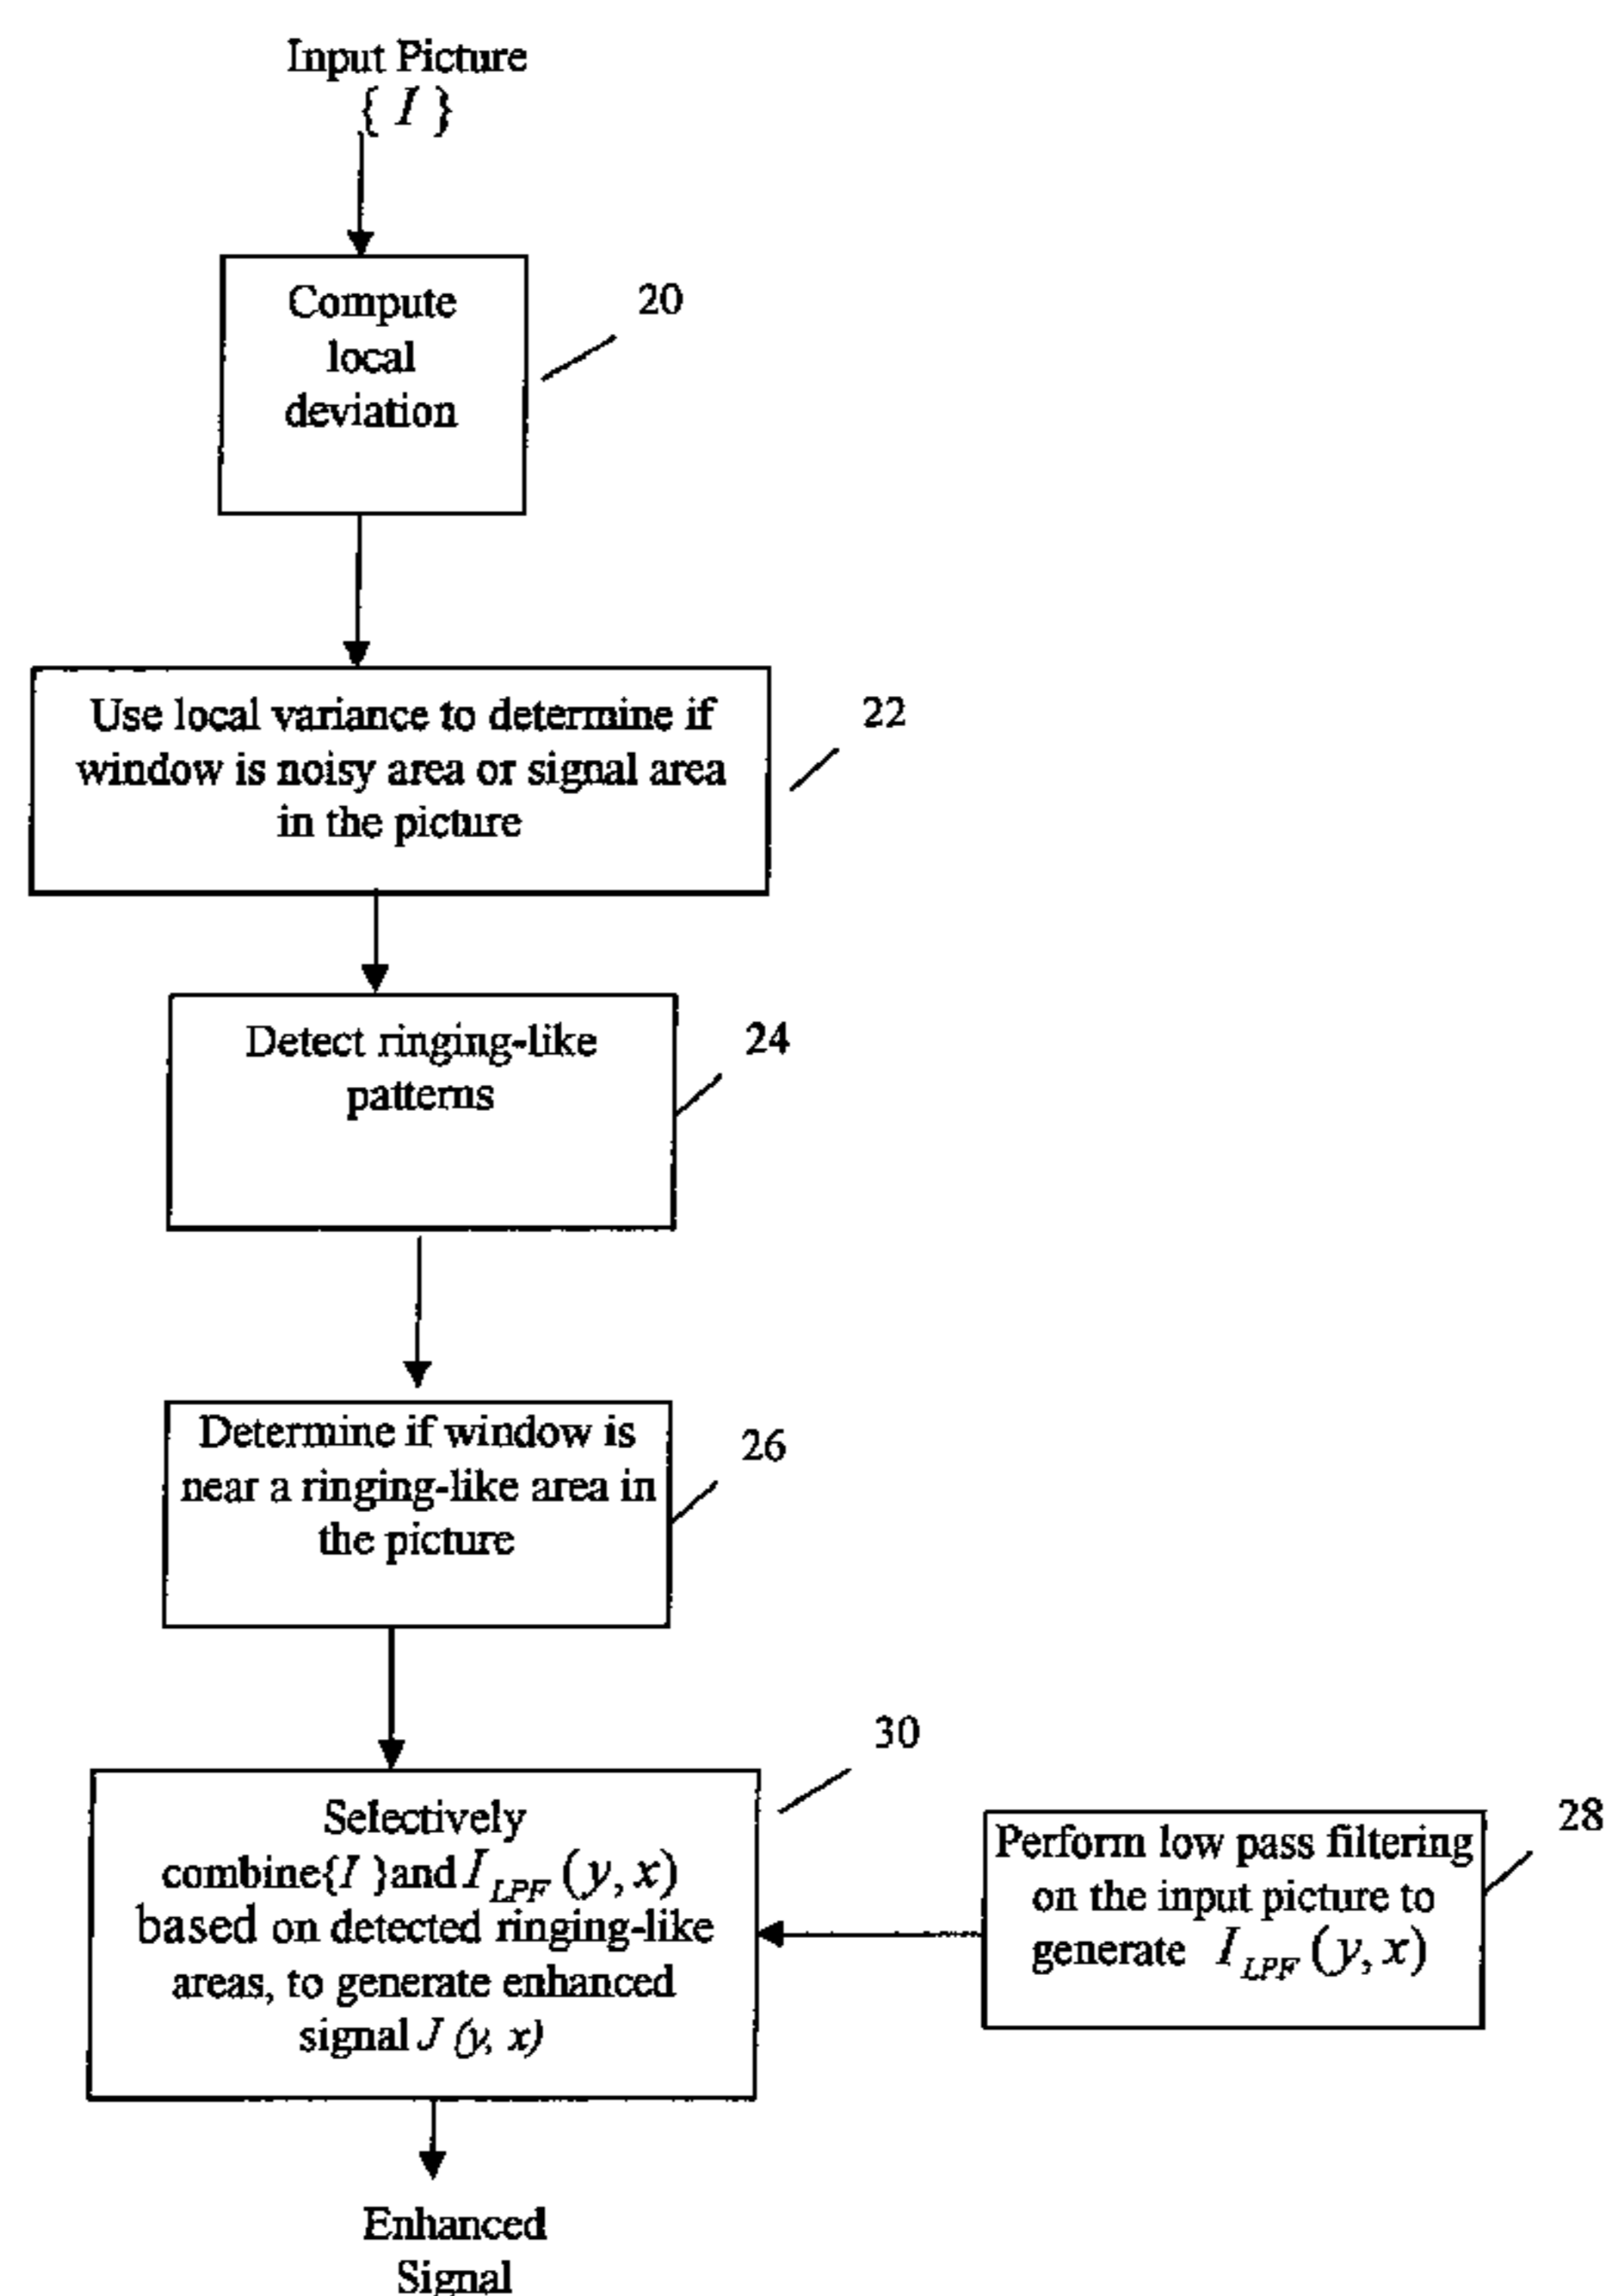 Input Picture
{ I }
Compute
local
deviation
20
Use local variance to determine if
window is noisy area or signal area
in the picture
22
Detect ringing-like
patterns
24
Determine if window is
near a ringing-like area in
the picture
26
Selectively
combine{I }and I LPF (y, x)
based on detected ringing-like
areas, to generate enhanced
signal J (y, x)
30
Perform low pass filtering
on the input picture to
generate I LPF (y, x)
28
Enhanced
Signal